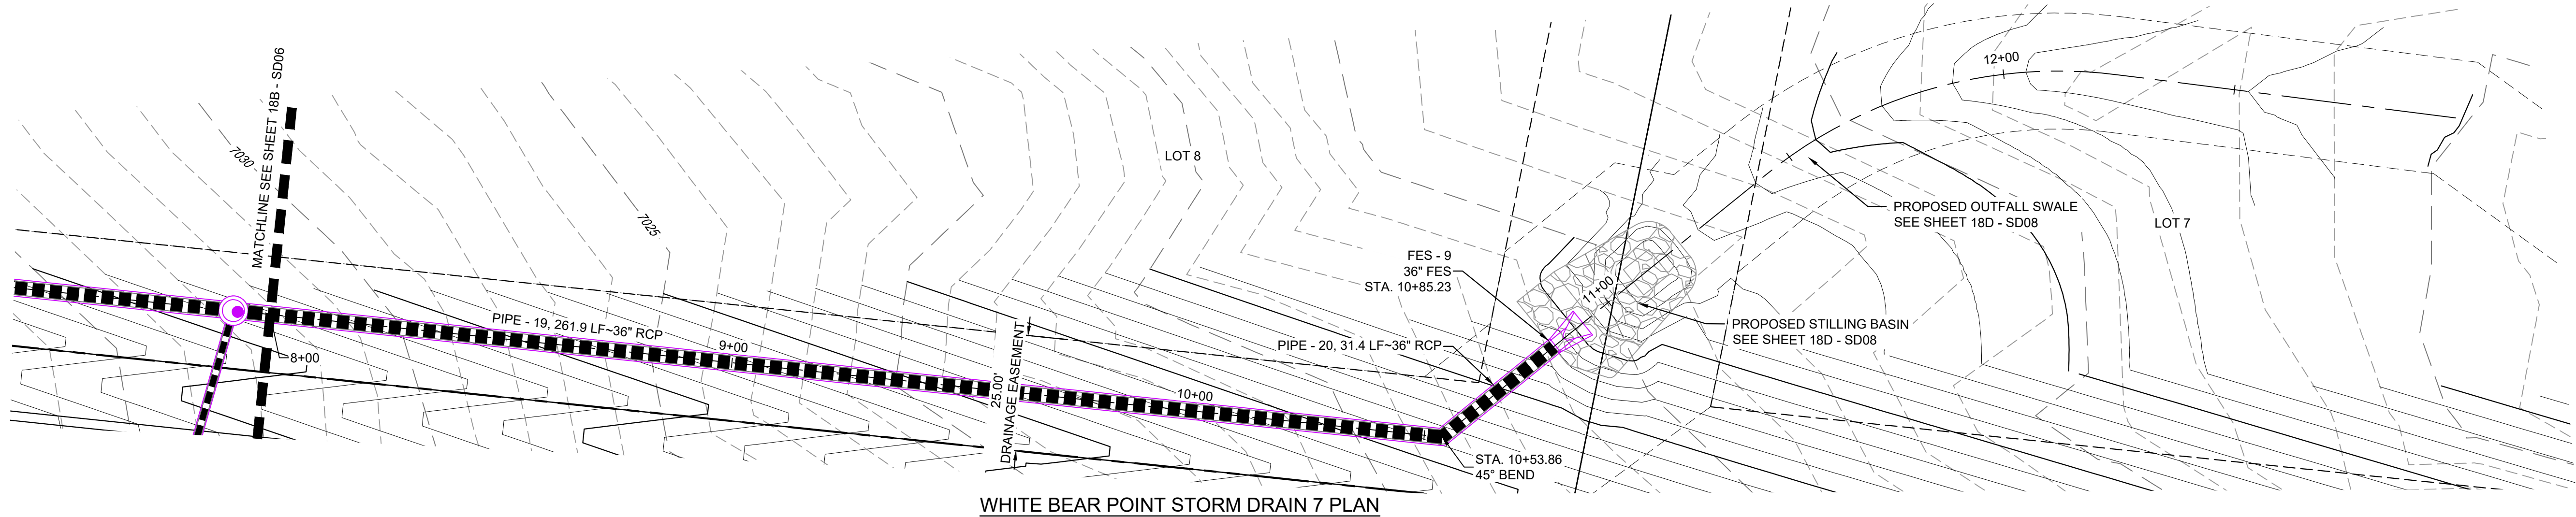 MATCHLINE SEE SHEET 18B - SD06
7030
7025
LOT 8
12+00
PROPOSED OUTFALL SWALE
SEE SHEET 18D - SD08
LOT 7
FES - 9
36" FES
STA. 10+85.23
11+00
PROPOSED STILLING BASIN
SEE SHEET 18D - SD08
PIPE - 19, 261.9 LF~36" RCP
9+00
8+00
25.00'
DRAINAGE EASEMENT
PIPE - 20, 31.4 LF~36" RCP
10+00
STA. 10+53.86
45° BEND
WHITE BEAR POINT STORM DRAIN 7 PLAN